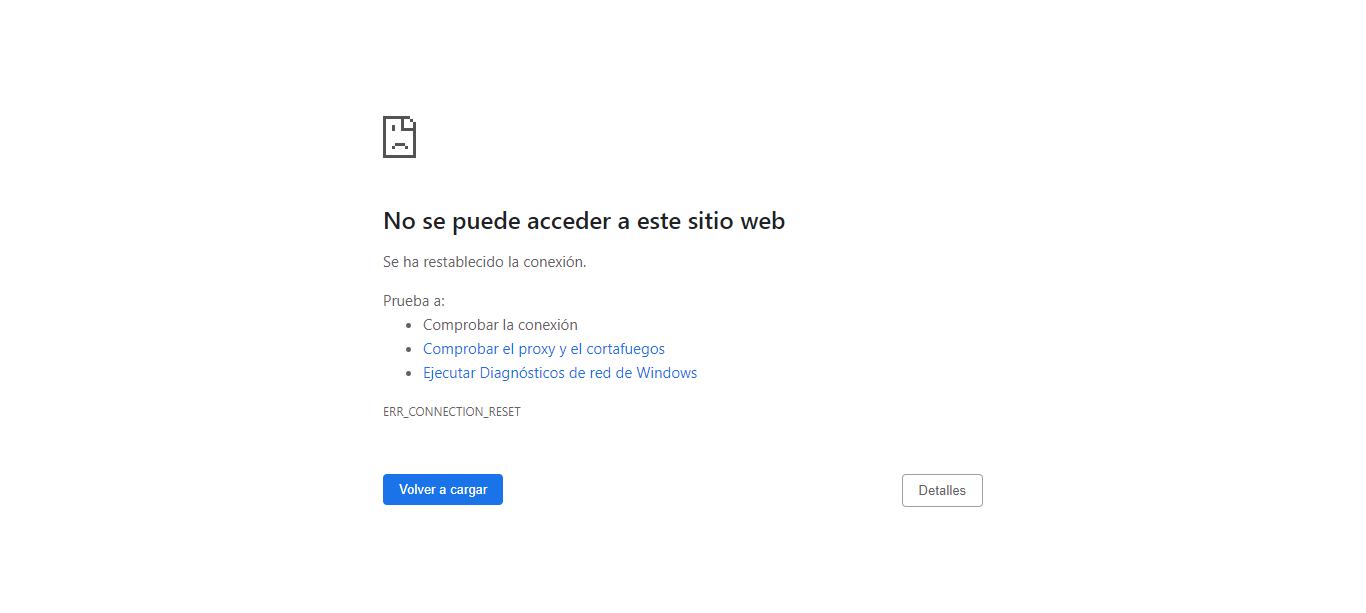 No se puede acceder a este sitio web
Se ha restablecido la conexión.
Prueba a:
Comprobar la conexión
Comprobar el proxy y el cortafuegos
Ejecutar Diagnósticos de red de Windows
ERR_CONNECTION_RESET
Volver a cargar
Detalles